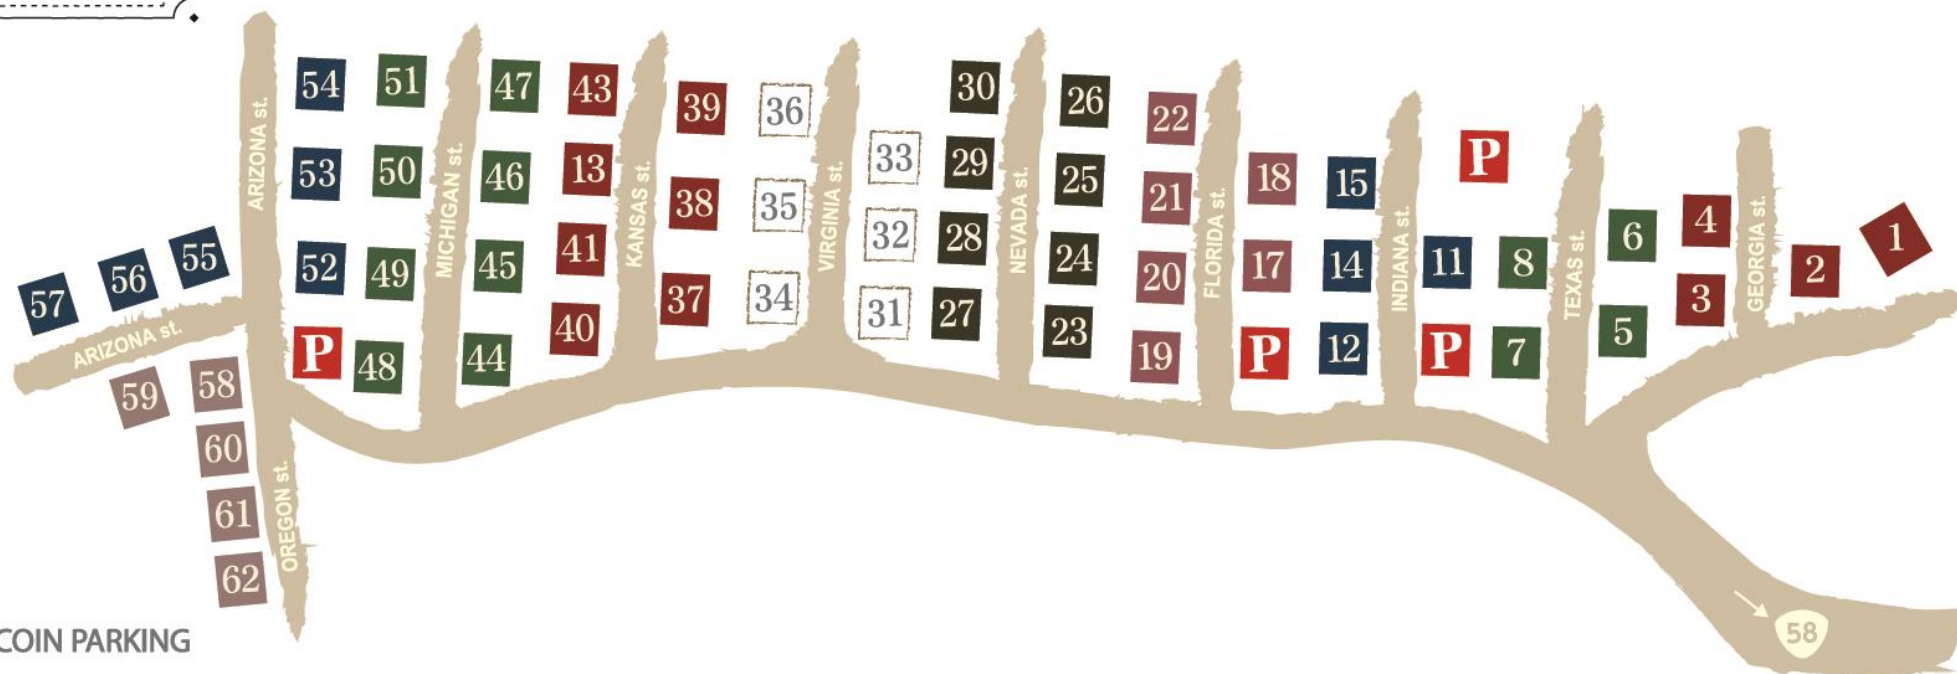 54 51 47 43 39 36 30 26 22
53 50 46 13 38 35 33 29 25 21 18 15 P
52 49 45 41 37 34 32 28 24 20 17 14 11 8 6 4 1
57 56 55
P 48 44 40 31 27 23 19 P 12 P 7 5 3 2
59 58
60
61
62
ARIZONA st.
ARIZONA st.
MICHIGAN st.
KANSAS st.
VIRGINIA st.
NEVADA st.
FLORIDA st.
INDIANA st.
TEXAS st.
GEORGIA st.
OREGON st.
58
COIN PARKING